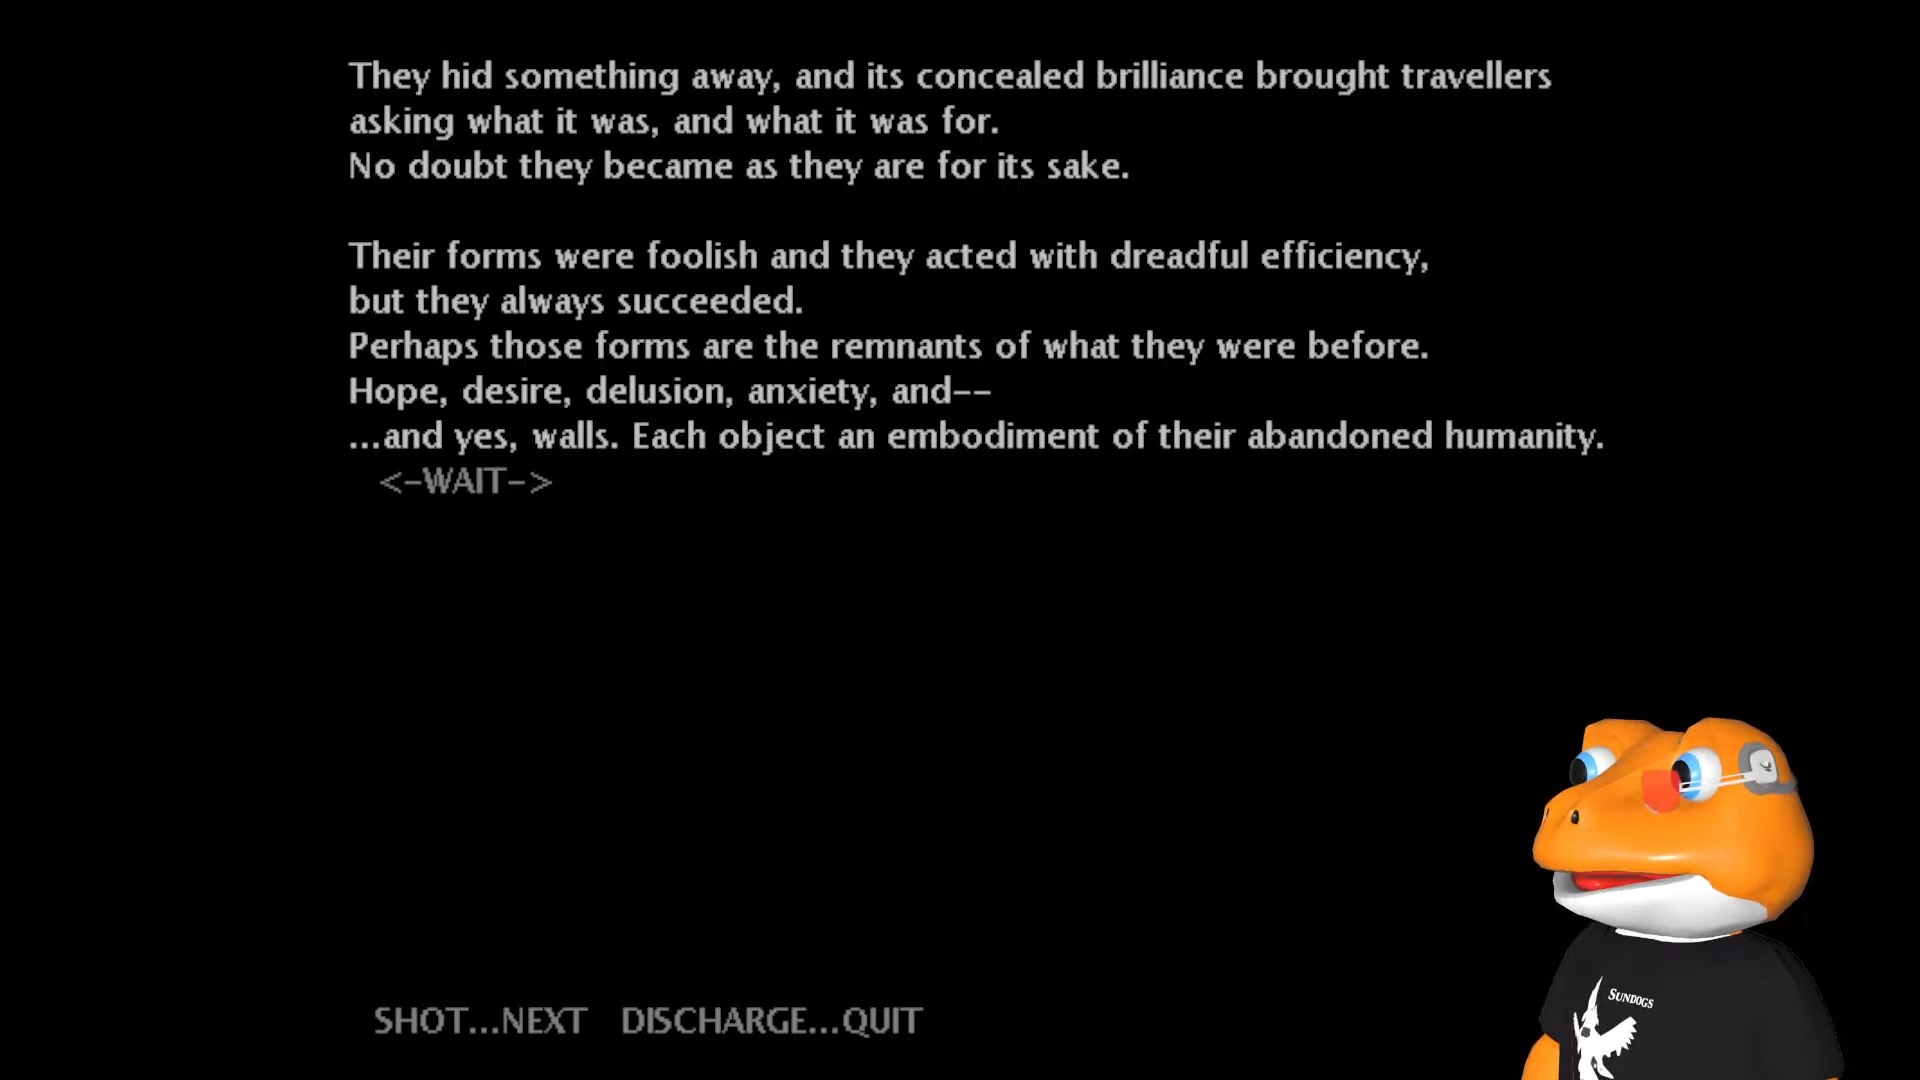 They hid something away, and its concealed brilliance brought travellers
asking what it was, and what it was for.
No doubt they became as they are for its sake.
Their forms were foolish and they acted with dreadful efficiency,
but they always succeeded.
Perhaps those forms are the remnants of what they were before.
Hope, desire, delusion, anxiety, and--
...and yes, walls. Each object an embodiment of their abandoned humanity.
<-WAIT->
SUNDOGS
SHOT...NEXT DISCHARGE...QUIT